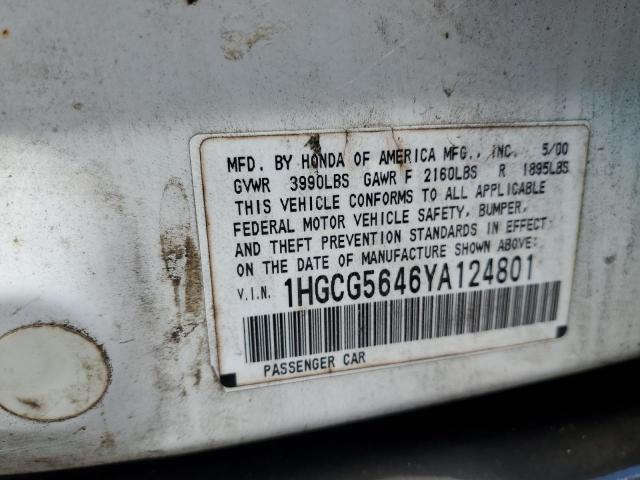 MFD. BY HONDA OF AMERICA MFG., INC. 5/00
GVWR 3990LBS GAWR F 2160LBS R 1895LBS
THIS VEHICLE CONFORMS TO ALL APPLICABLE
FEDERAL MOTOR VEHICLE SAFETY, BUMPER,
AND THEFT PREVENTION STANDARDS IN EFFECT
ON THE DATE OF MANUFACTURE SHOWN ABOVE.
V.I.N. 1HGCG5646YA124801
PASSENGER CAR